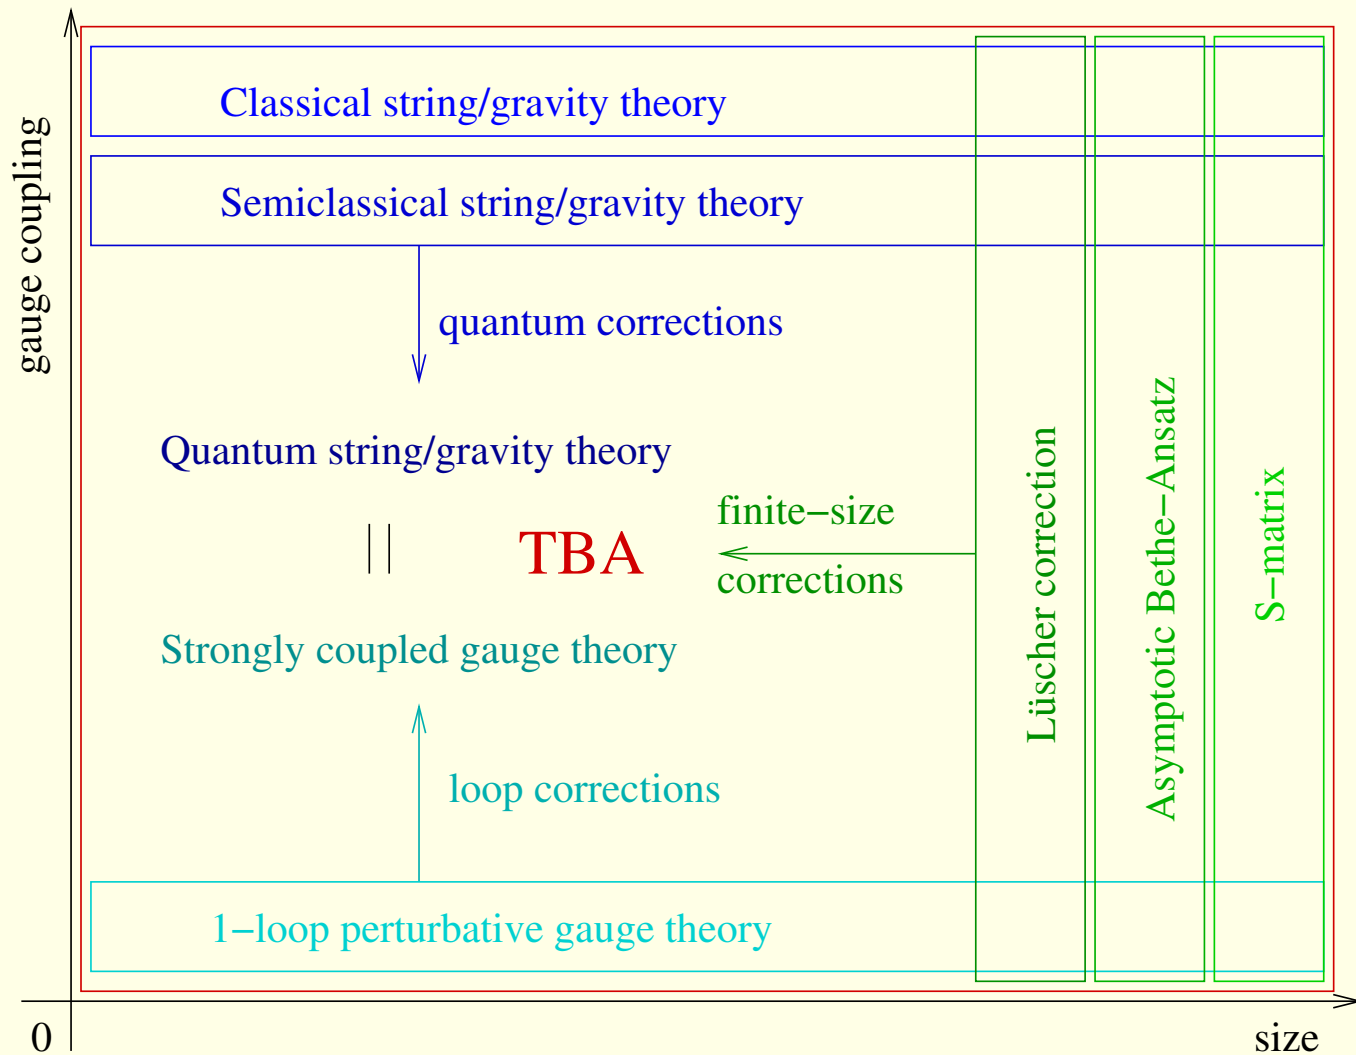 gauge coupling
Classical string/gravity theory
Semiclassical string/gravity theory
quantum corrections
Quantum string/gravity theory
finite−size
||
TBA
corrections
Strongly coupled gauge theory
loop corrections
1−loop perturbative gauge theory
Lüscher correction
Asymptotic Bethe−Ansatz
S−matrix
0
size